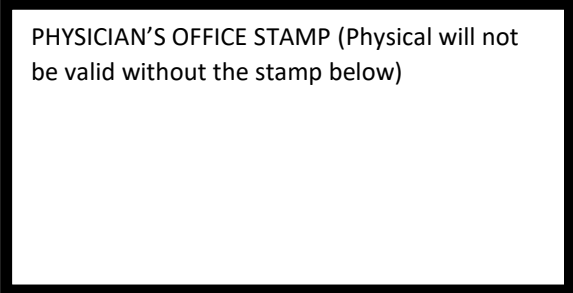 PHYSICIAN’S OFFICE STAMP (Physical will not
be valid without the stamp below)